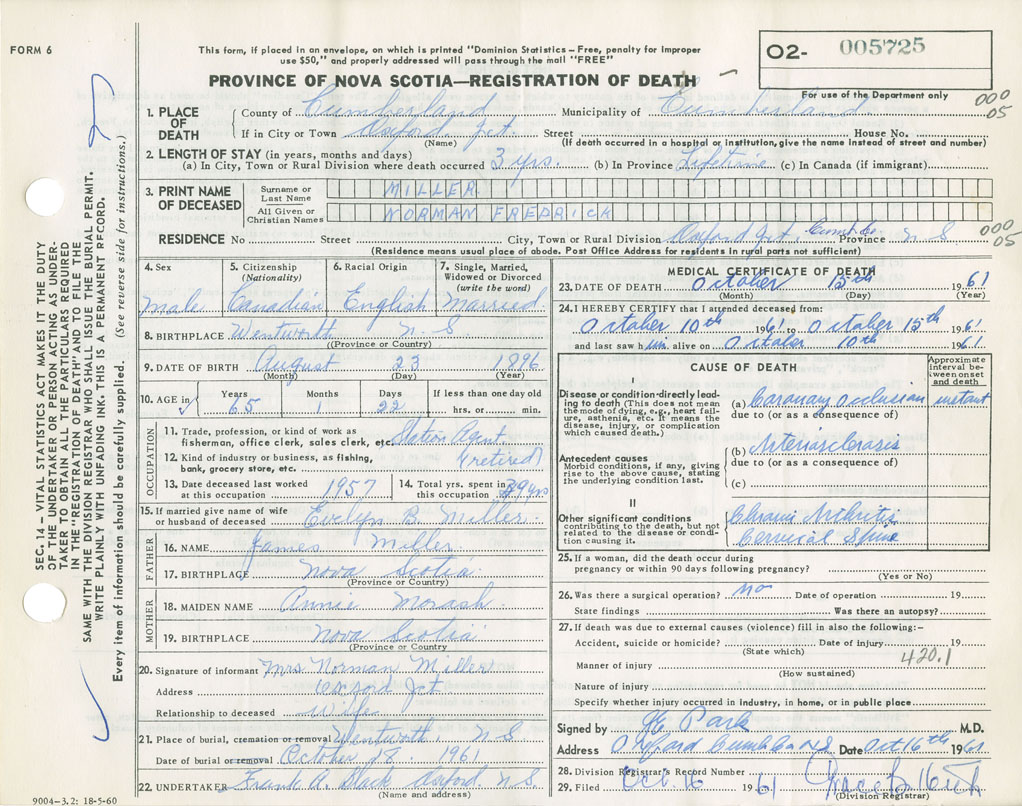 FORM 6
This form, if placed in an envelope, on which is printed "Dominion Statistics – Free, penalty for improper
use $50," and properly addressed will pass through the mail "FREE"
PROVINCE OF NOVA SCOTIA—REGISTRATION OF DEATH
O2- 005725
For use of the Department only
000
05
1. PLACE OF DEATH
County of Cumberland Municipality of Cumberland
If in City or Town Oxford Jct. Street House No.
(Name) (If death occurred in a hospital or institution, give the name instead of street and number)
2. LENGTH OF STAY (in years, months and days)
(a) In City, Town or Rural Division where death occurred 3 yrs. (b) In Province Lifetime (c) In Canada (if immigrant)
3. PRINT NAME OF DECEASED
Surname or Last Name MILLER
All Given or Christian Names NORMAN FREDRICK
RESIDENCE No Street City, Town or Rural Division Oxford Jct. Cumb Co Province N S
000
05
(Residence means usual place of abode. Post Office Address for residents in rural parts not sufficient)
4. Sex
male
5. Citizenship (Nationality)
Canadian
6. Racial Origin
English
7. Single, Married, Widowed or Divorced (write the word)
Married
8. BIRTHPLACE Wentworth N.S
(Province or Country)
9. DATE OF BIRTH August 23 1896
(Month) (Day) (Year)
10. AGE in Years Months Days If less than one day old
65 1 22 hrs. or min.
OCCUPATION
11. Trade, profession, or kind of work as
fisherman, office clerk, sales clerk, etc. Station Agent
12. Kind of industry or business, as fishing,
bank, grocery store, etc. (retired)
13. Date deceased last worked
at this occupation 1957
14. Total yrs. spent in
this occupation 39 yrs
15. If married give name of wife
or husband of deceased Evelyn B. Miller
FATHER
16. NAME James Miller
17. BIRTHPLACE Nova Scotia
(Province or Country)
MOTHER
18. MAIDEN NAME Annie Morash
19. BIRTHPLACE Nova Scotia
(Province or Country)
20. Signature of informant Mrs Norman Miller
Address Oxford Jct
Relationship to deceased Wife
21. Place of burial, cremation or removal Wentworth N S
Date of burial or removal October 18 1961
22. UNDERTAKER Frank A. Black Oxford N.S.
(Name and address)
9004-3.2: 18-5-60
MEDICAL CERTIFICATE OF DEATH
23. DATE OF DEATH October 15th 1961
(Month) (Day) (Year)
24. I HEREBY CERTIFY that I attended deceased from:
October 10th 1961 to October 15th 1961
and last saw him alive on October 10th 1961.
CAUSE OF DEATH
Approximate interval between onset and death
I
Disease or condition directly leading to death (This does not mean the mode of dying, e.g., heart failure, asthenia, etc. It means the disease, injury, or complication which caused death.)
(a) Coronary Occlusion instant
due to (or as a consequence of)
Antecedent causes
Morbid conditions, if any, giving rise to the above cause, stating the underlying condition last.
(b) Arteriosclerosis
due to (or as a consequence of)
(c)
II
Other significant conditions
contributing to the death, but not related to the disease or condition causing it.
Chronic Arthritis
Cervical Spine
25. If a woman, did the death occur during
pregnancy or within 90 days following pregnancy?
(Yes or No)
26. Was there a surgical operation? No Date of operation 19
State findings Was there an autopsy?
27. If death was due to external causes (violence) fill in also the following:–
Accident, suicide or homicide? Date of injury 19
(State which)
420.1
Manner of injury
(How sustained)
Nature of injury
Specify whether injury occurred in industry, in home, or in public place
Signed by Park M.D.
Address Oxford Cumb Co NS Date Oct 16th 1961
28. Division Registrar's Record Number
29. Filed Oct. 16 1961 Grace
(Division Registrar)
SEC. 14 – VITAL STATISTICS ACT MAKES IT THE DUTY
OF THE UNDERTAKER OR PERSON ACTING AS UNDER-
TAKER TO OBTAIN ALL THE PARTICULARS REQUIRED
IN THE "REGISTRATION OF DEATH" AND TO FILE THE
SAME WITH THE DIVISION REGISTRAR WHO SHALL ISSUE THE BURIAL PERMIT.
WRITE PLAINLY WITH UNFADING INK. THIS IS A PERMANENT RECORD.
Every item of information should be carefully supplied. (See reverse side for instructions.)